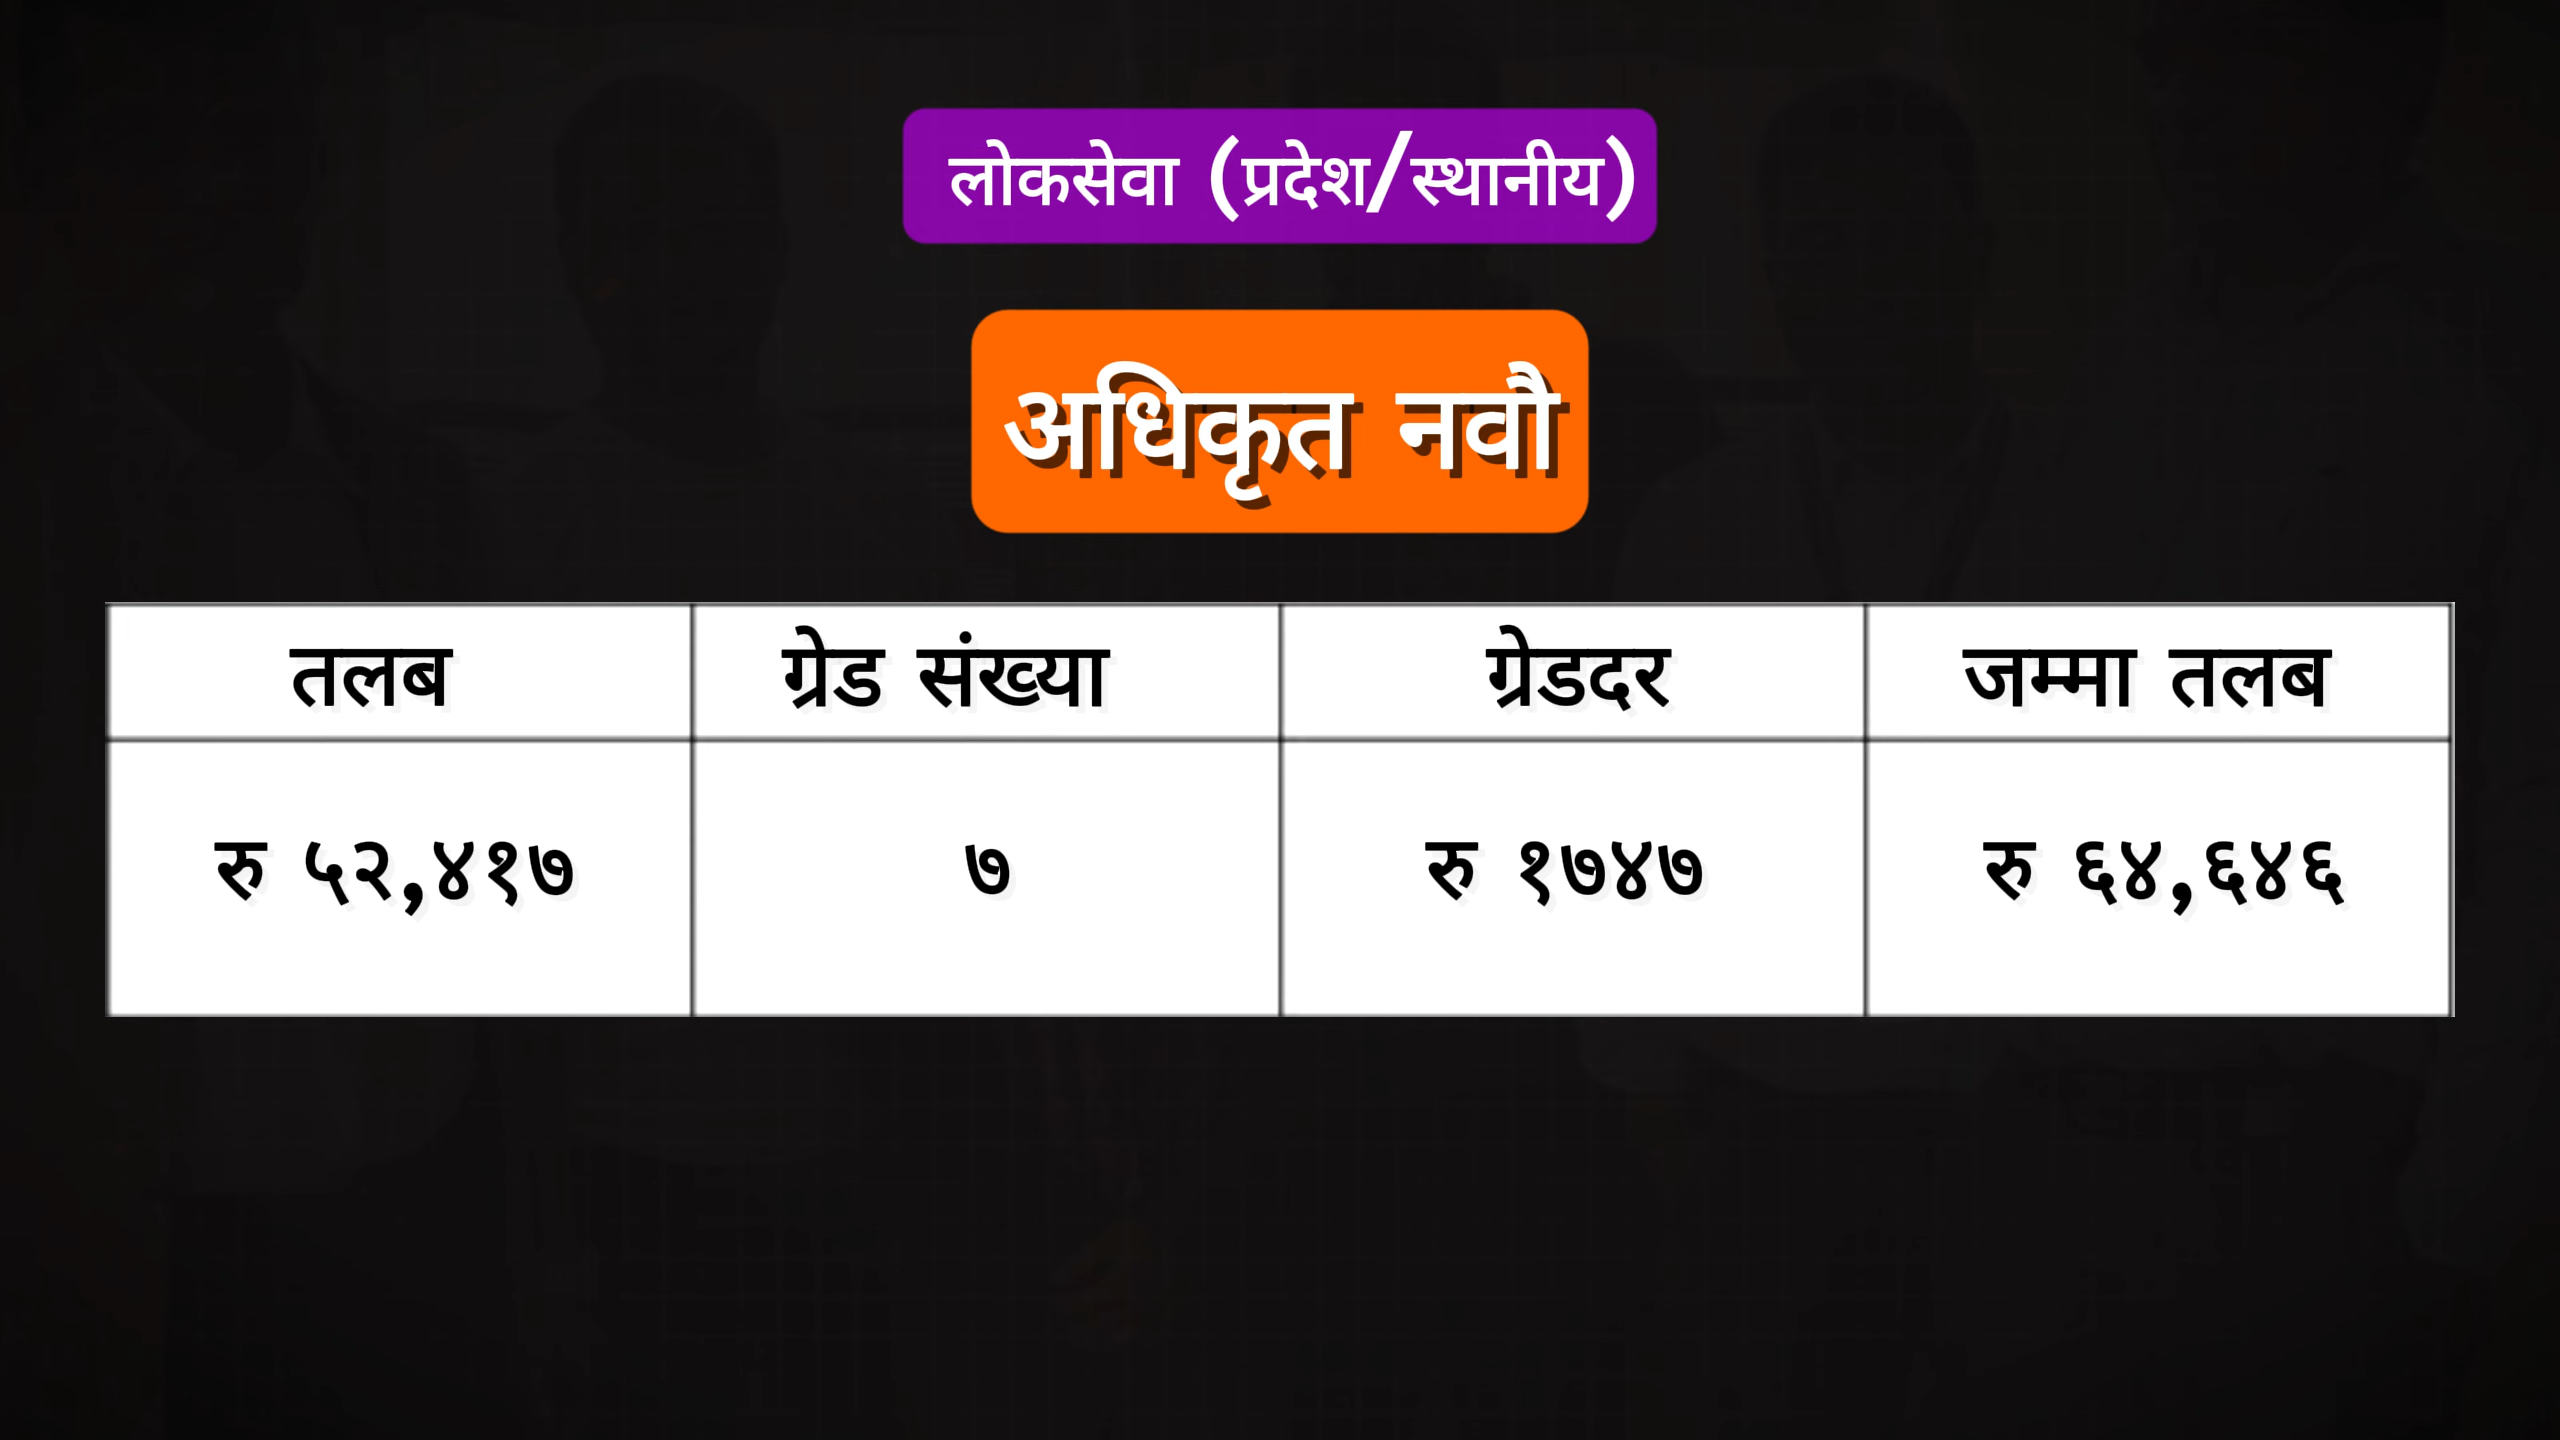 लोकसेवा (प्रदेश/स्थानीय)
अधिकृत नवौ
तलब ग्रेड संख्या ग्रेडदर जम्मा तलब
रु ५२,४१७ ७ रु १७४७ रु ६४,६४६